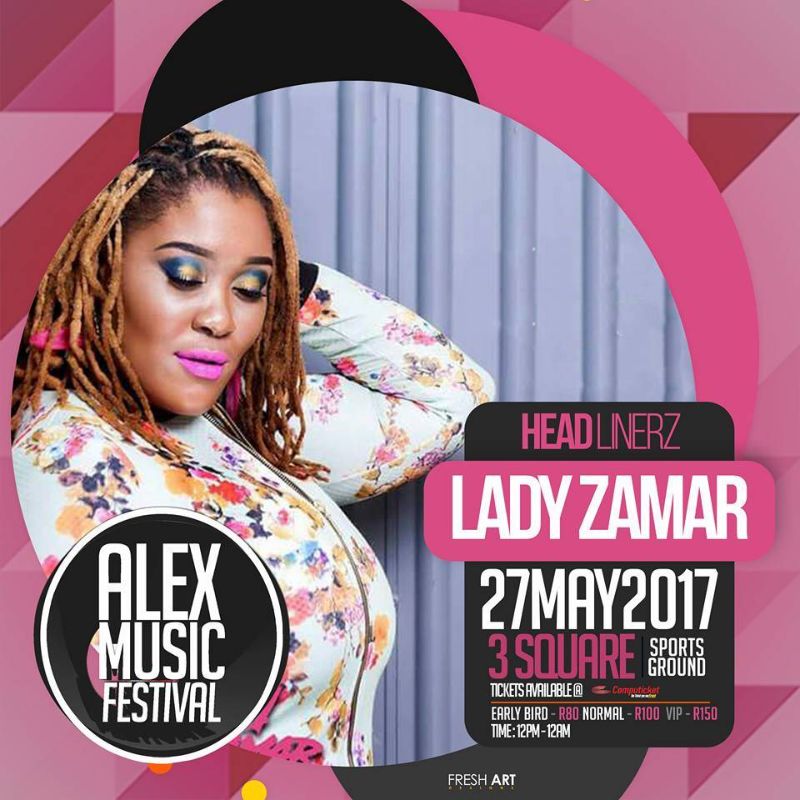 HEAD LINERZ
LADY ZAMAR
27MAY2017
3 SQUARE | SPORTS GROUND
TICKETS AVAILABLE @ Computicket
EARLY BIRD - R80 NORMAL - R100 VIP - R150
TIME: 12PM - 12AM
ALEX
MUSIC
FESTIVAL
FRESH ART
DESIGNS